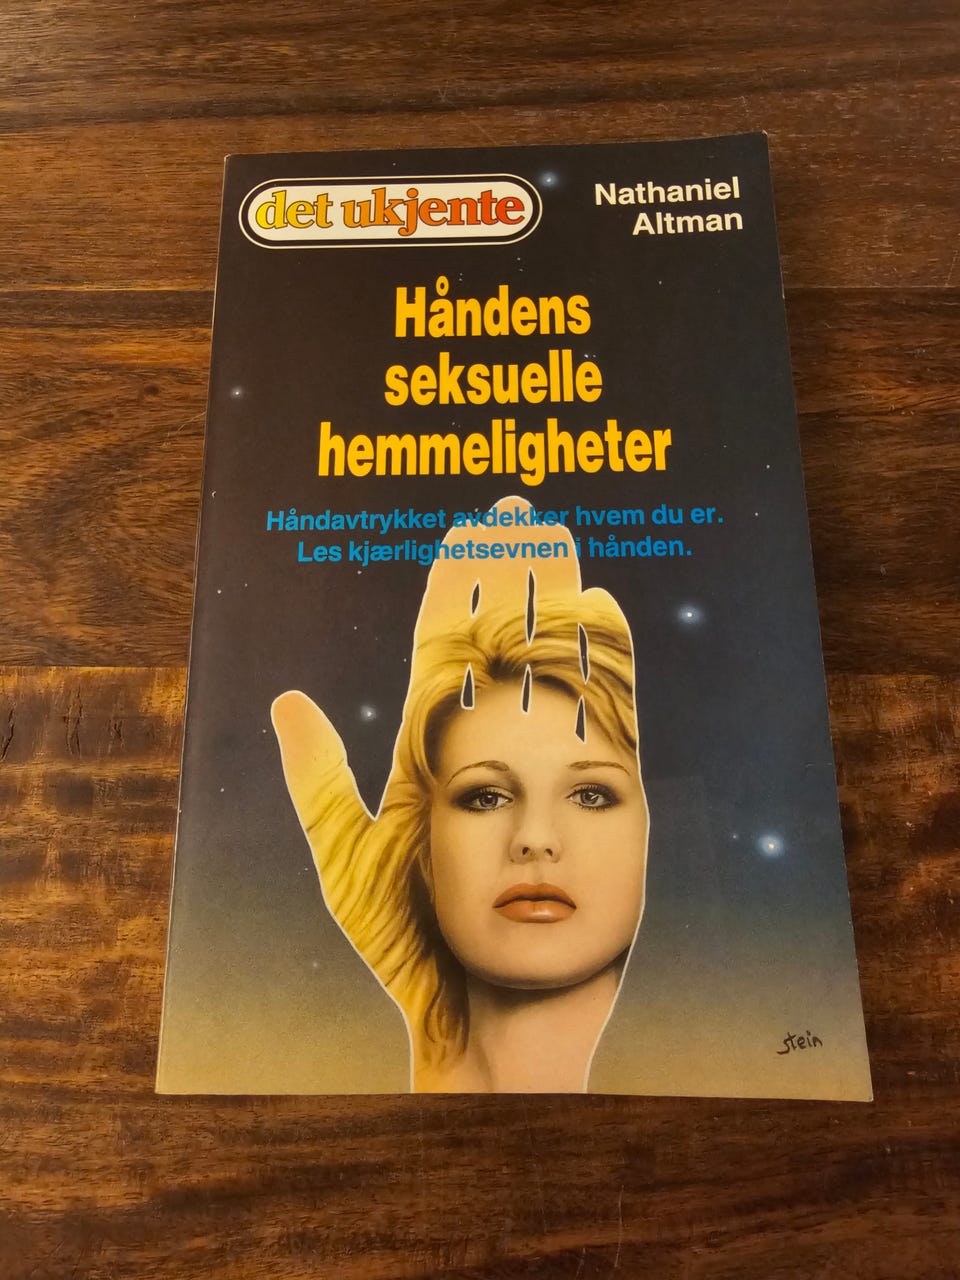 det ukjente
Nathaniel
Altman
Håndens
seksuelle
hemmeligheter
Håndavtrykket avdekker hvem du er.
Les kjærlighetsevnen i hånden.
stein